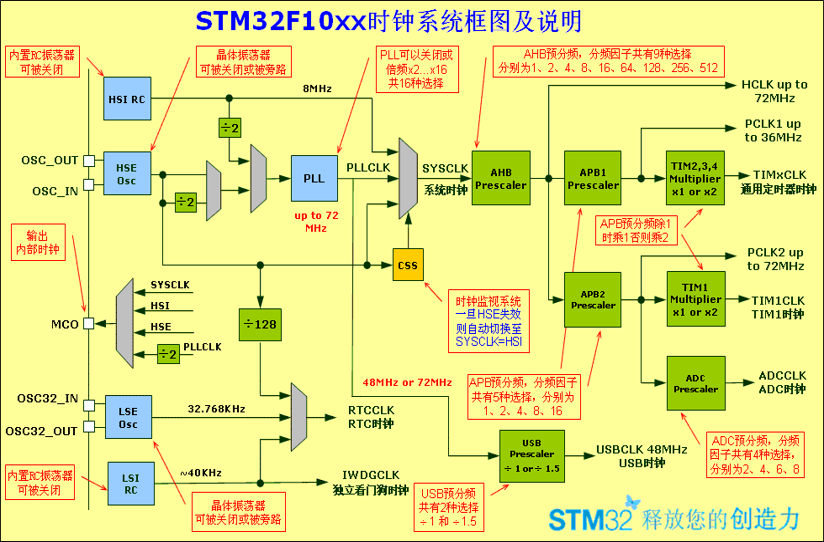 STM32F10xx时钟系统框图及说明
内置RC振荡器
可被关闭
晶体振荡器
可被关闭或被旁路
PLL可以关闭或
倍频x2...x16
共16种选择
AHB预分频，分频因子共有9种选择
分别为1、2、4、8、16、64、128、256、512
HSI RC
8MHz
÷2
HCLK up to
72MHz
PCLK1 up
to 36MHz
OSC_OUT
OSC_IN
HSE
Osc
÷2
PLL
PLLCLK
SYSCLK
系统时钟
AHB
Prescaler
APB1
Prescaler
TIM2,3,4
Multiplier
x1 or x2
TIMxCLK
通用定时器时钟
up to 72
MHz
APB预分频除1
时乘1否则乘2
输出
内部时钟
CSS
PCLK2 up
to 72MHz
时钟监视系统
一旦HSE失效
则自动切换至
SYSCLK=HSI
APB2
Prescaler
TIM1
Multiplier
x1 or x2
TIM1CLK
TIM1时钟
MCO
SYSCLK
HSI
HSE
÷2
PLLCLK
÷128
48MHz or 72MHz
APB预分频，分频因子
共有5种选择，分别为
1、2、4、8、16
ADC
Prescaler
ADCCLK
ADC时钟
OSC32_IN
OSC32_OUT
LSE
Osc
32.768KHz
RTCCLK
RTC时钟
USB
Prescaler
÷ 1 or ÷ 1.5
USBCLK 48MHz
USB时钟
ADC预分频，分频
因子共有4种选择，
分别为2、4、6、8
内置RC振荡器
可被关闭
LSI
RC
~40KHz
IWDGCLK
独立看门狗时钟
晶体振荡器
可被关闭或被旁路
USB预分频
共有2种选择
÷1 和 ÷1.5
STM32 释放您的创造力